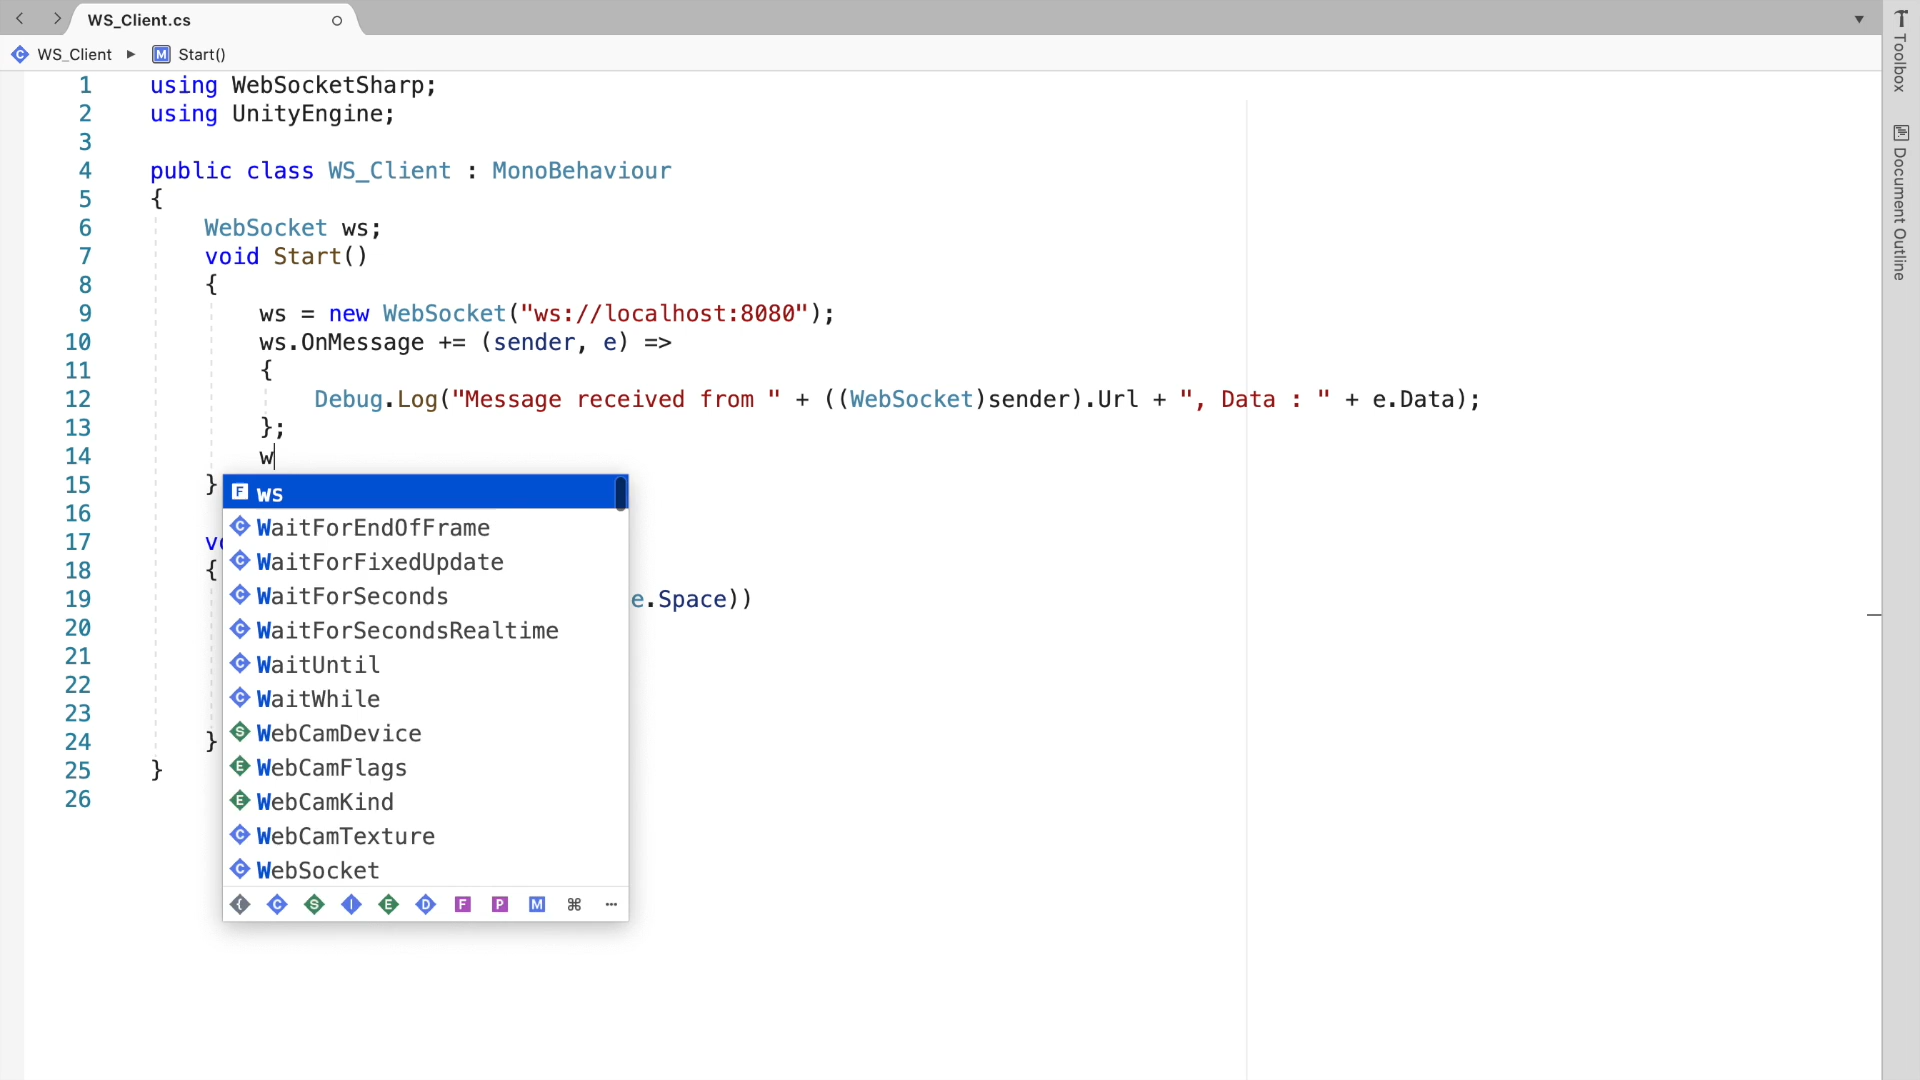 WS_Client.cs
WS_Client ▸ M Start()
1 using WebSocketSharp;
2 using UnityEngine;
3
4 public class WS_Client : MonoBehaviour
5 {
6 WebSocket ws;
7 void Start()
8 {
9 ws = new WebSocket("ws://localhost:8080");
10 ws.OnMessage += (sender, e) =>
11 {
12 Debug.Log("Message received from " + ((WebSocket)sender).Url + ", Data : " + e.Data);
13 };
14 w
15 }
16
17 vo
18 {
19 e.Space))
20
21
22
23
24 }
25 }
26
F ws
C WaitForEndOfFrame
C WaitForFixedUpdate
C WaitForSeconds
C WaitForSecondsRealtime
C WaitUntil
C WaitWhile
S WebCamDevice
E WebCamFlags
E WebCamKind
C WebCamTexture
C WebSocket
{ C S I E D F P M ⌘ ···
Toolbox
Document Outline